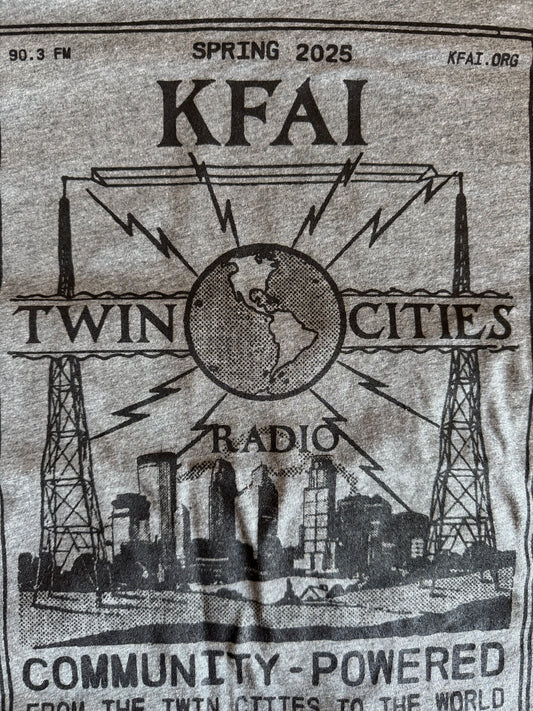 90.3 FM SPRING 2025 KFAI.ORG
KFAI
TWIN CITIES
RADIO
COMMUNITY-POWERED
FROM THE TWIN CITIES TO THE WORLD